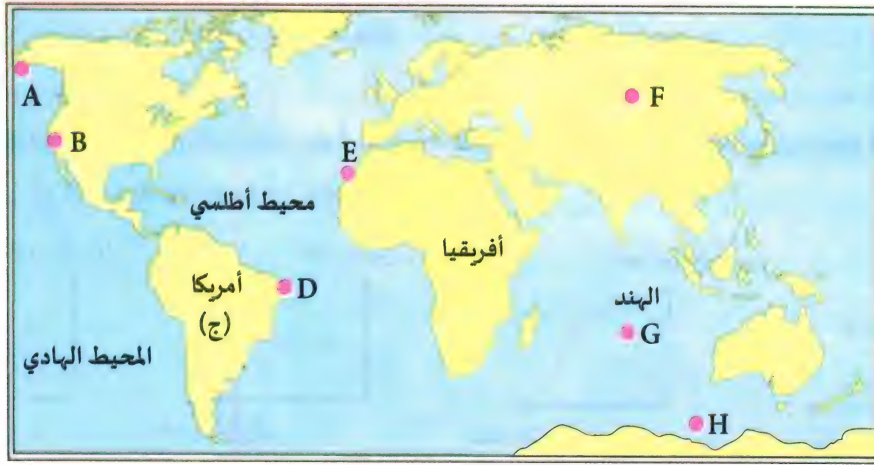 A
B
F
E
محيط أطلسي
أفريقيا
أمريكا
(ج)
D
الهند
G
المحيط الهادي
H